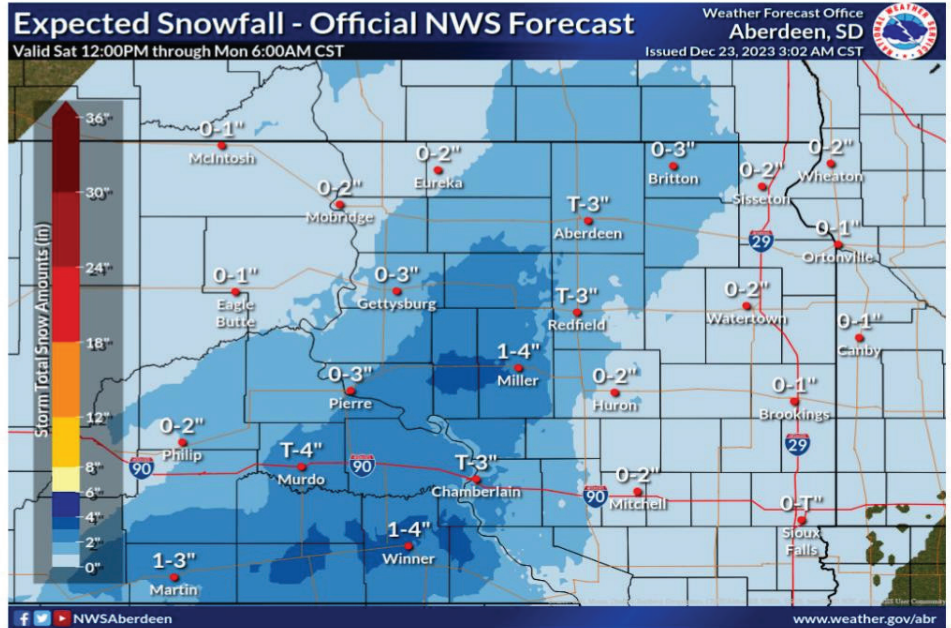 Expected Snowfall - Official NWS Forecast
Valid Sat 12:00PM through Mon 6:00AM CST
Weather Forecast Office
Aberdeen, SD
Issued Dec 23, 2023 3:02 AM CST
NATIONAL WEATHER SERVICE
Storm Total Snow Amounts (in)
36"
30"
24"
18"
12"
8"
6"
4"
2"
0"
0-1"
McIntosh
0-2"
Eureka
0-3"
Britton
0-2"
Sisseton
0-2"
Wheaton
0-2"
Mobridge
T-3"
Aberdeen
29
0-1"
Ortonville
0-1"
Eagle
Butte
0-3"
Gettysburg
T-3"
Redfield
0-2"
Watertown
0-1"
Canby
0-3"
Pierre
1-4"
Miller
0-2"
Huron
0-1"
Brookings
29
0-2"
Philip
90
T-4"
Murdo
90
T-3"
Chamberlain
90
0-2"
Mitchell
0-T"
Sioux
Falls
1-3"
Martin
1-4"
Winner
GIS User Community
NWSAberdeen
www.weather.gov/abr